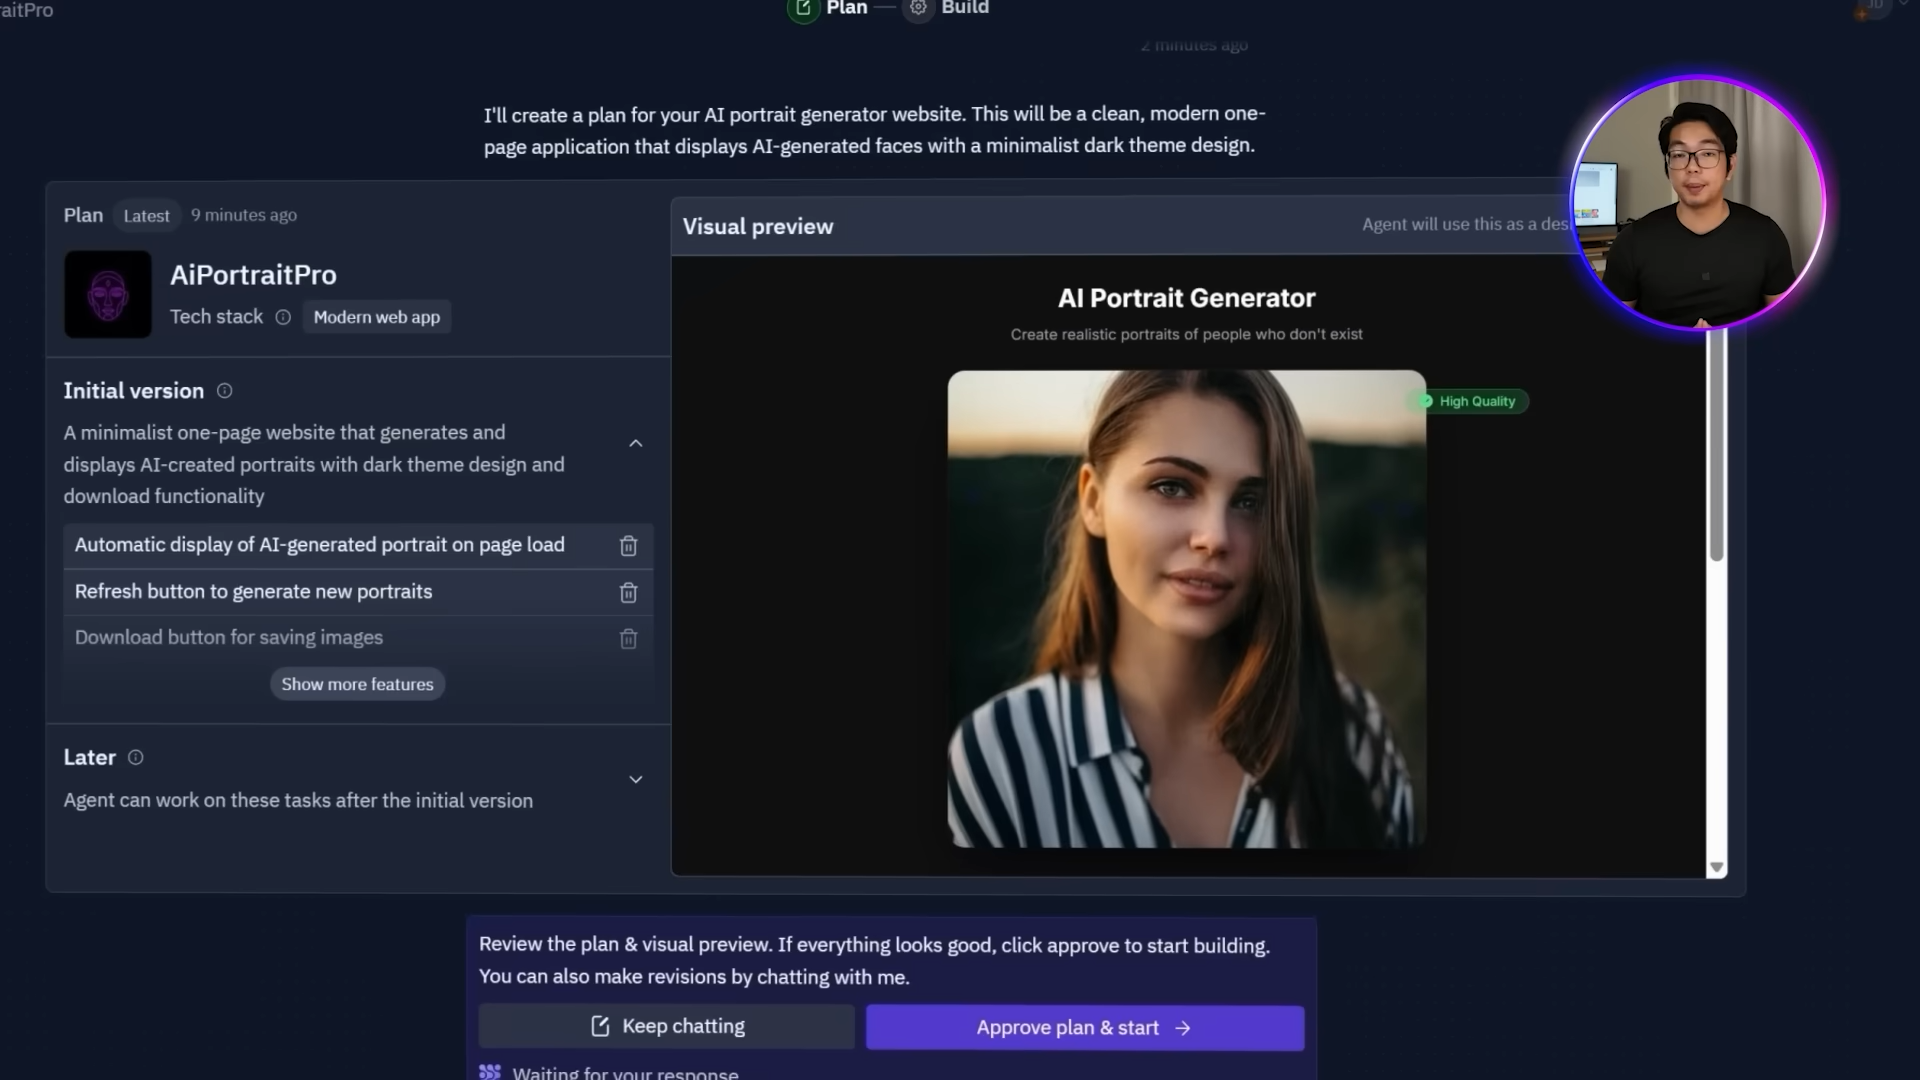 aitPro
Plan
Build
JD
2 minutes ago
I'll create a plan for your AI portrait generator website. This will be a clean, modern one-
page application that displays AI-generated faces with a minimalist dark theme design.
Plan Latest 9 minutes ago
AiPortraitPro
Tech stack Modern web app
Initial version
A minimalist one-page website that generates and
displays AI-created portraits with dark theme design and
download functionality
Automatic display of AI-generated portrait on page load
Refresh button to generate new portraits
Download button for saving images
Show more features
Later
Agent can work on these tasks after the initial version
Visual preview
Agent will use this as a des
AI Portrait Generator
Create realistic portraits of people who don't exist
High Quality
Review the plan & visual preview. If everything looks good, click approve to start building.
You can also make revisions by chatting with me.
Keep chatting
Approve plan & start →
Waiting for your response